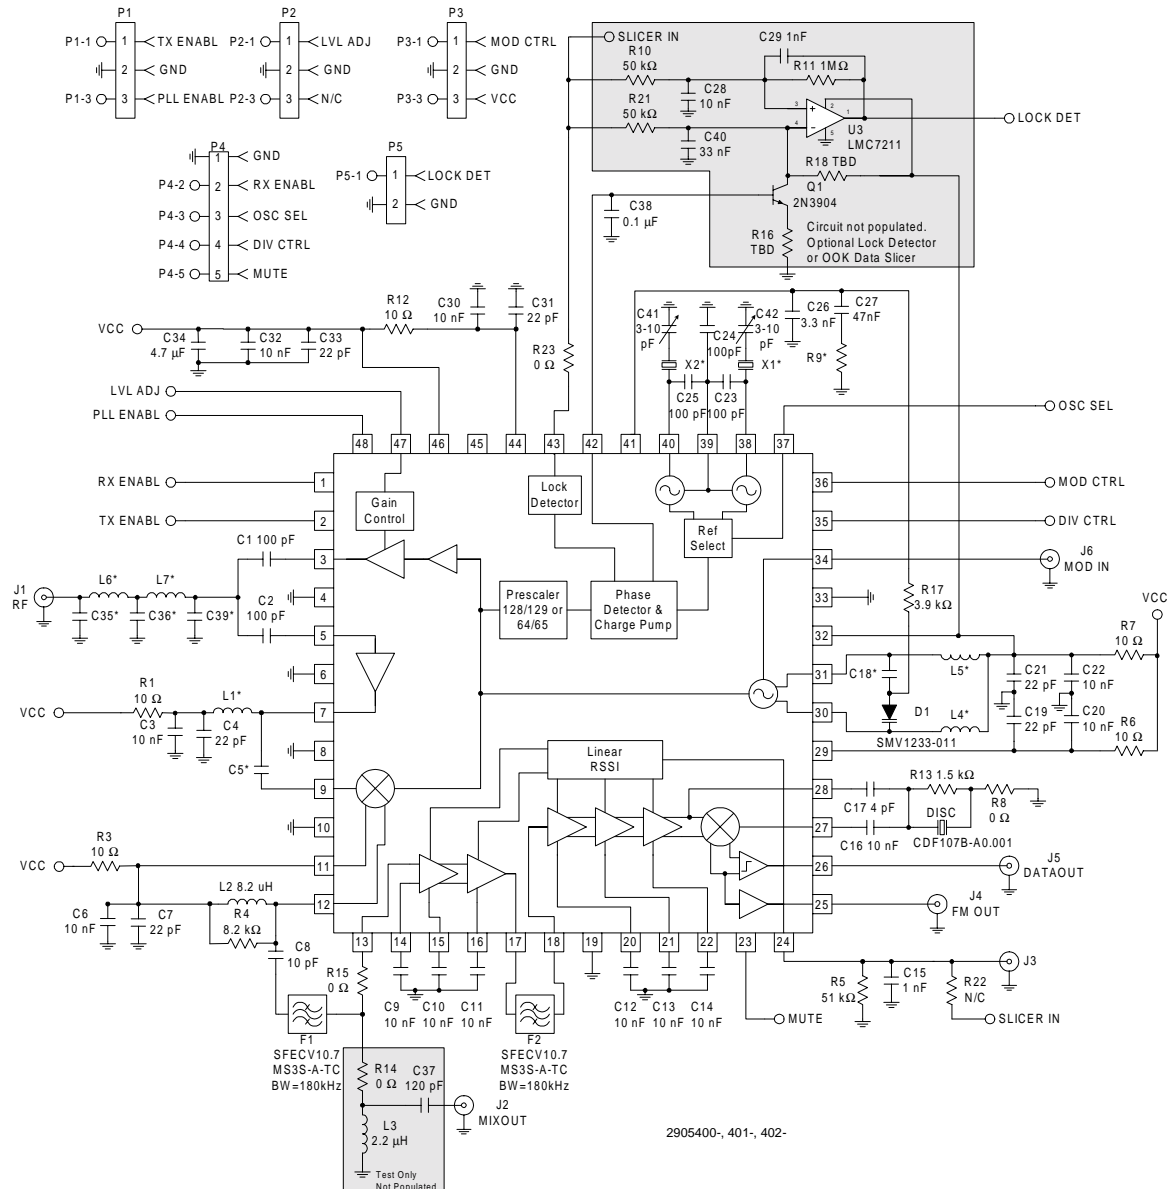 P1
P1-1 1 TX ENABL
2 GND
P1-3 3 PLL ENABL
P2
P2-1 1 LVL ADJ
2 GND
P2-3 3 N/C
P3
P3-1 1 MOD CTRL
2 GND
P3-3 3 VCC
P4
1 GND
P4-2 2 RX ENABL
P4-3 3 OSC SEL
P4-4 4 DIV CTRL
P4-5 5 MUTE
P5
P5-1 1 LOCK DET
2 GND
SLICER IN
R10
50 kΩ
C29 1nF
R11 1MΩ
C28
10 nF
R21
50 kΩ
C40
33 nF
3
+
2
1
4
-
5
U3
LMC7211
LOCK DET
R18 TBD
Q1
2N3904
C38
0.1 µF
R16
TBD
Circuit not populated.
Optional Lock Detector
or OOK Data Slicer
VCC
C34
4.7 µF
C32
10 nF
C33
22 pF
R12
10 Ω
C30
10 nF
C31
22 pF
R23
0 Ω
C41
3-10
pF
C24
100pF
C42
3-10
pF
X2*
X1*
C25
100 pF
C23
100 pF
C26
3.3 nF
C27
47nF
R9*
LVL ADJ
PLL ENABL
OSC SEL
48 47 46 45 44 43 42 41 40 39 38 37
RX ENABL
1
TX ENABL
2
Gain
Control
Lock
Detector
Ref
Select
36
MOD CTRL
35
DIV CTRL
34
J6
MOD IN
C1 100 pF
3
J1
RF
L6*
L7*
C35*
C36*
C39*
C2
100 pF
4
5
6
Prescaler
128/129 or
64/65
Phase
Detector &
Charge Pump
33
R17
3.9 kΩ
VCC
32
R7
10 Ω
31
C18*
L5*
C21
22 pF
C22
10 nF
30
D1
L4*
C19
22 pF
C20
10 nF
R6
10 Ω
29
SMV1233-011
VCC
R1
10 Ω
L1*
7
C3
10 nF
C4
22 pF
C5*
8
9
10
Linear
RSSI
28
C17 4 pF
R13 1.5 kΩ
R8
0 Ω
DISC
27
C16 10 nF
CDF107B-A0.001
VCC
R3
10 Ω
11
26
J5
DATAOUT
L2 8.2 uH
12
25
J4
FM OUT
C6
10 nF
C7
22 pF
R4
8.2 kΩ
C8
10 pF
13 14 15 16 17 18 19 20 21 22 23 24
R15
0 Ω
C9
10 nF
C10
10 nF
C11
10 nF
C12
10 nF
C13
10 nF
C14
10 nF
MUTE
R5
51 kΩ
C15
1 nF
R22
N/C
J3
SLICER IN
F1
SFECV10.7
MS3S-A-TC
BW=180kHz
F2
SFECV10.7
MS3S-A-TC
BW=180kHz
R14
0 Ω
C37
120 pF
J2
MIXOUT
L3
2.2 µH
Test Only
Not Populated
2905400-, 401-, 402-